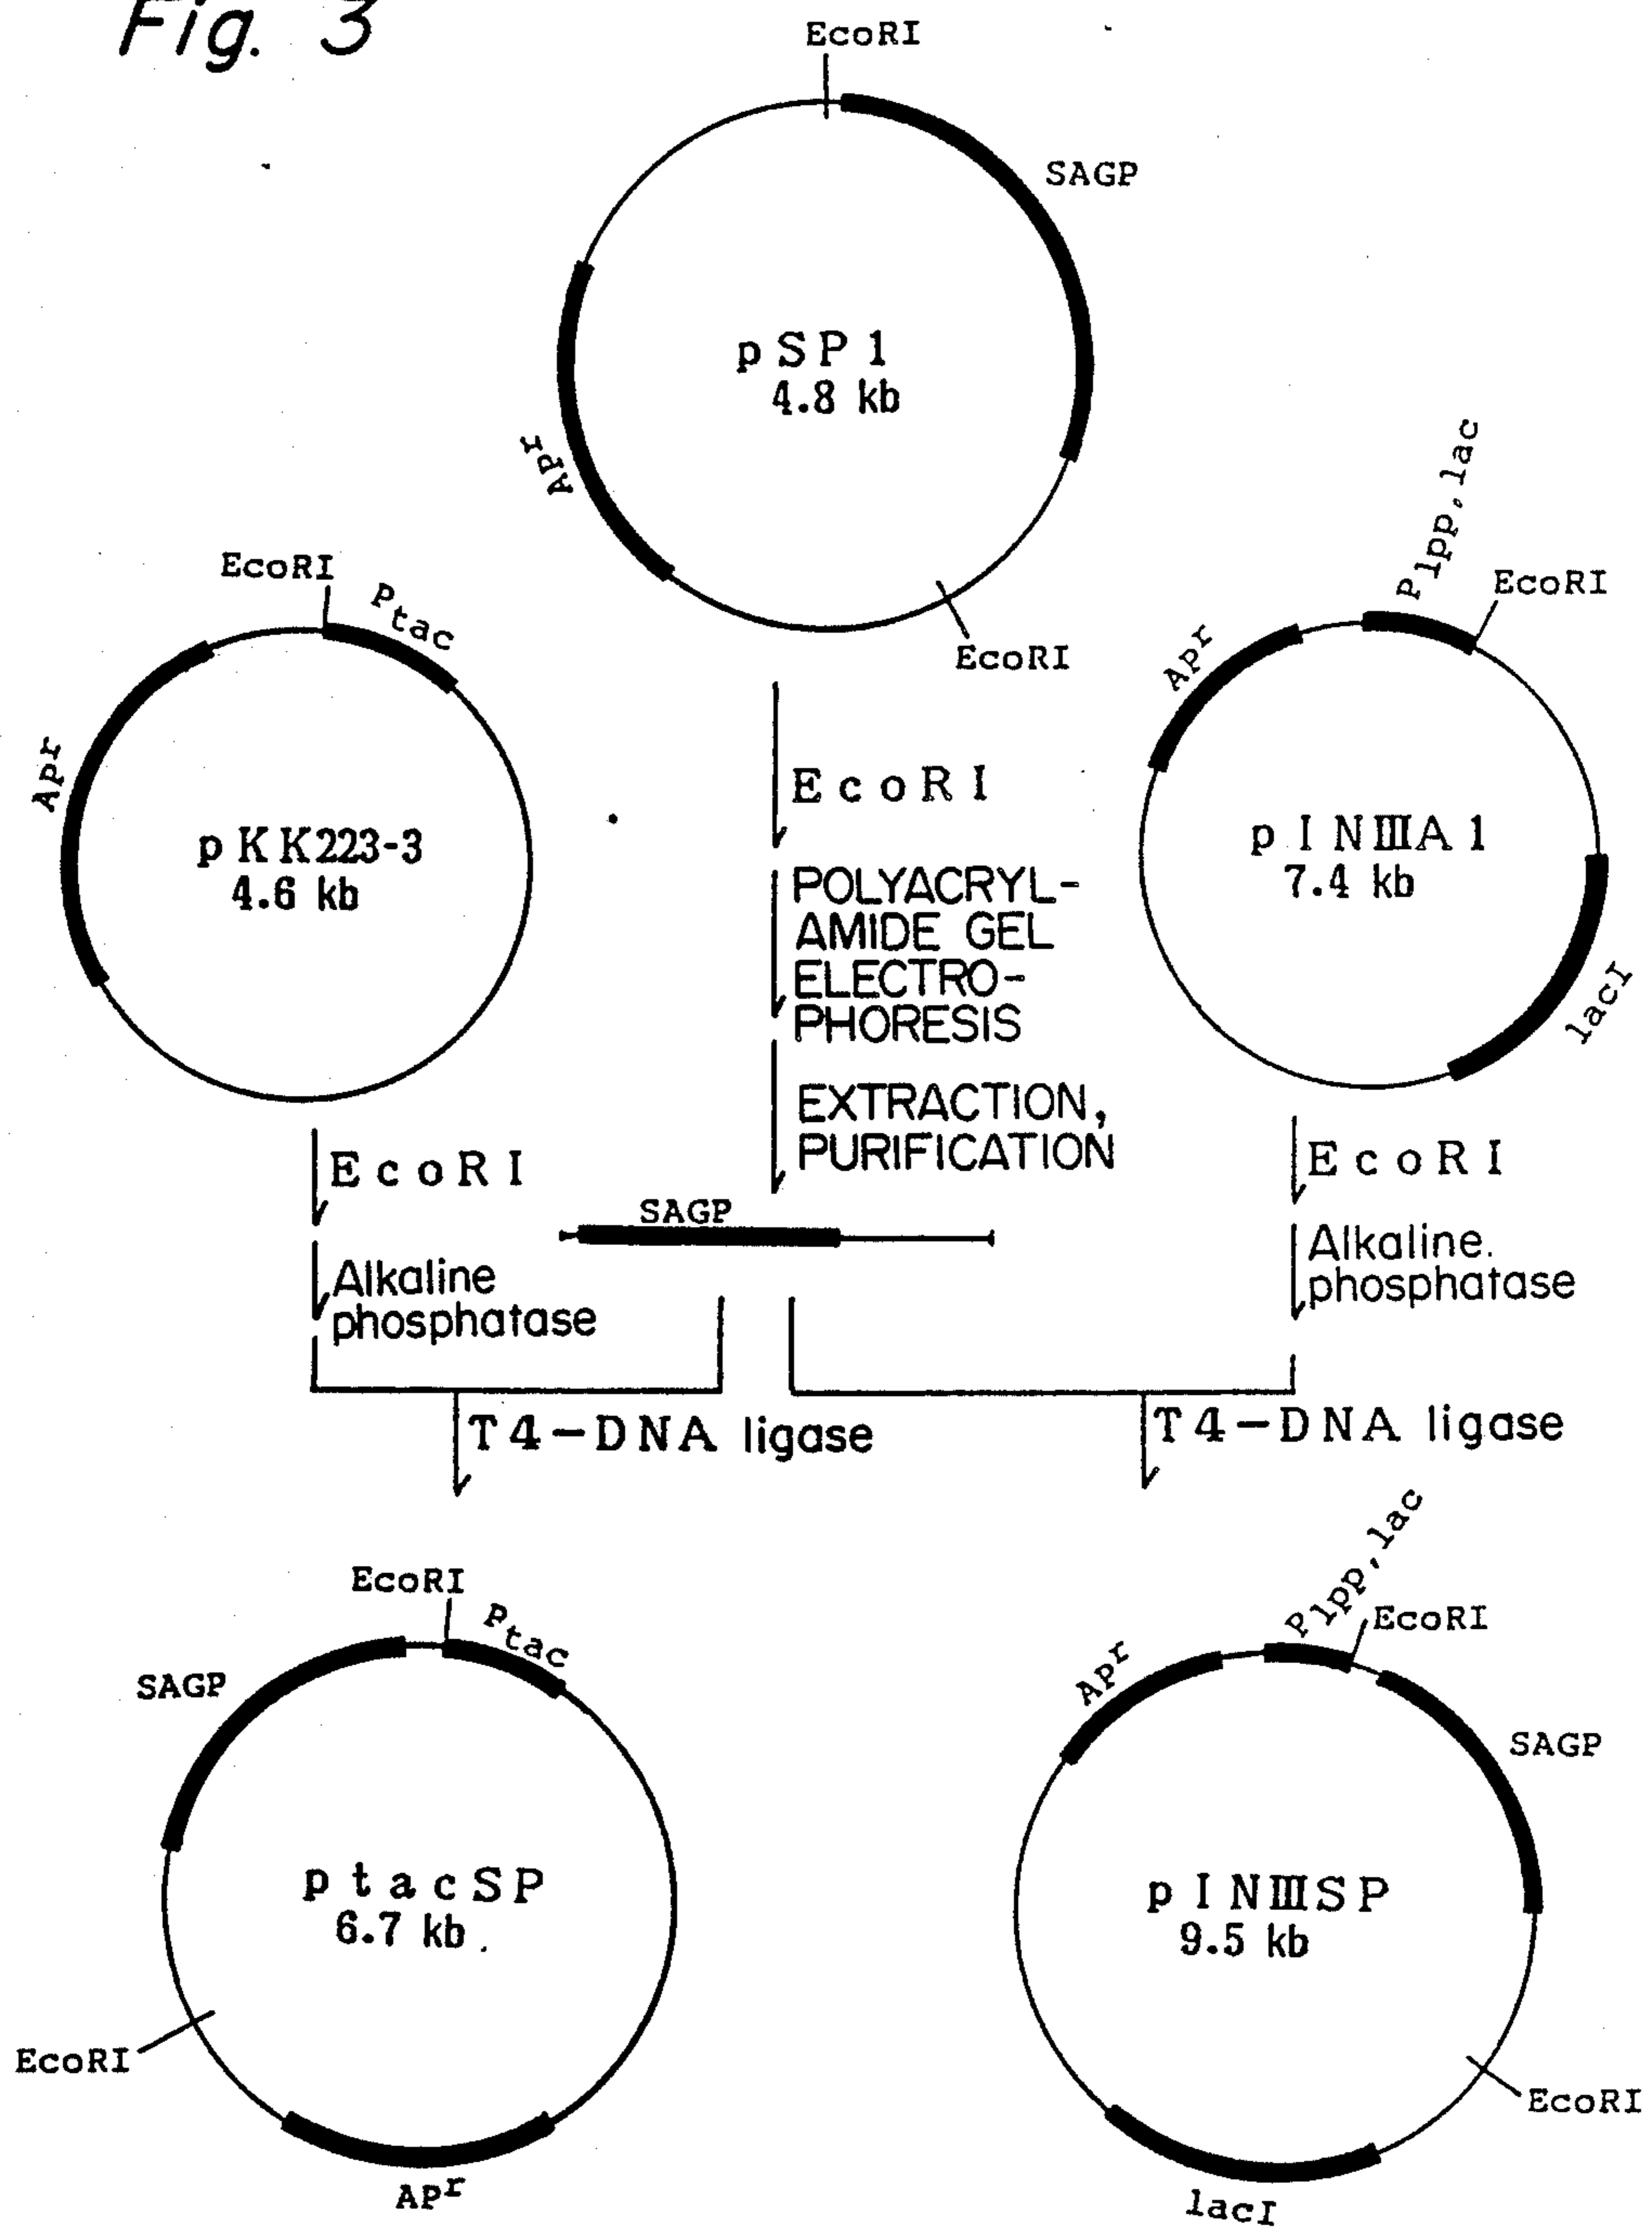 Fig. 3
EcoRI
SAGP
pSP1
4.8 kb
Apr
EcoRI
EcoRI
Ptac
Apr
pKK223-3
4.6 kb
Plpp,lac
EcoRI
Apr
pINIIIA1
7.4 kb
lacI
EcoRI
POLYACRYL-
AMIDE GEL
ELECTRO-
PHORESIS
EXTRACTION,
PURIFICATION
EcoRI
Alkaline
phosphatase
SAGP
EcoRI
Alkaline.
phosphatase
T4-DNA ligase
T4-DNA ligase
EcoRI
Ptac
SAGP
ptacSP
6.7 kb
EcoRI
APr
Plpp,lac
EcoRI
Apr
SAGP
pINIIISP
9.5 kb
EcoRI
lacI